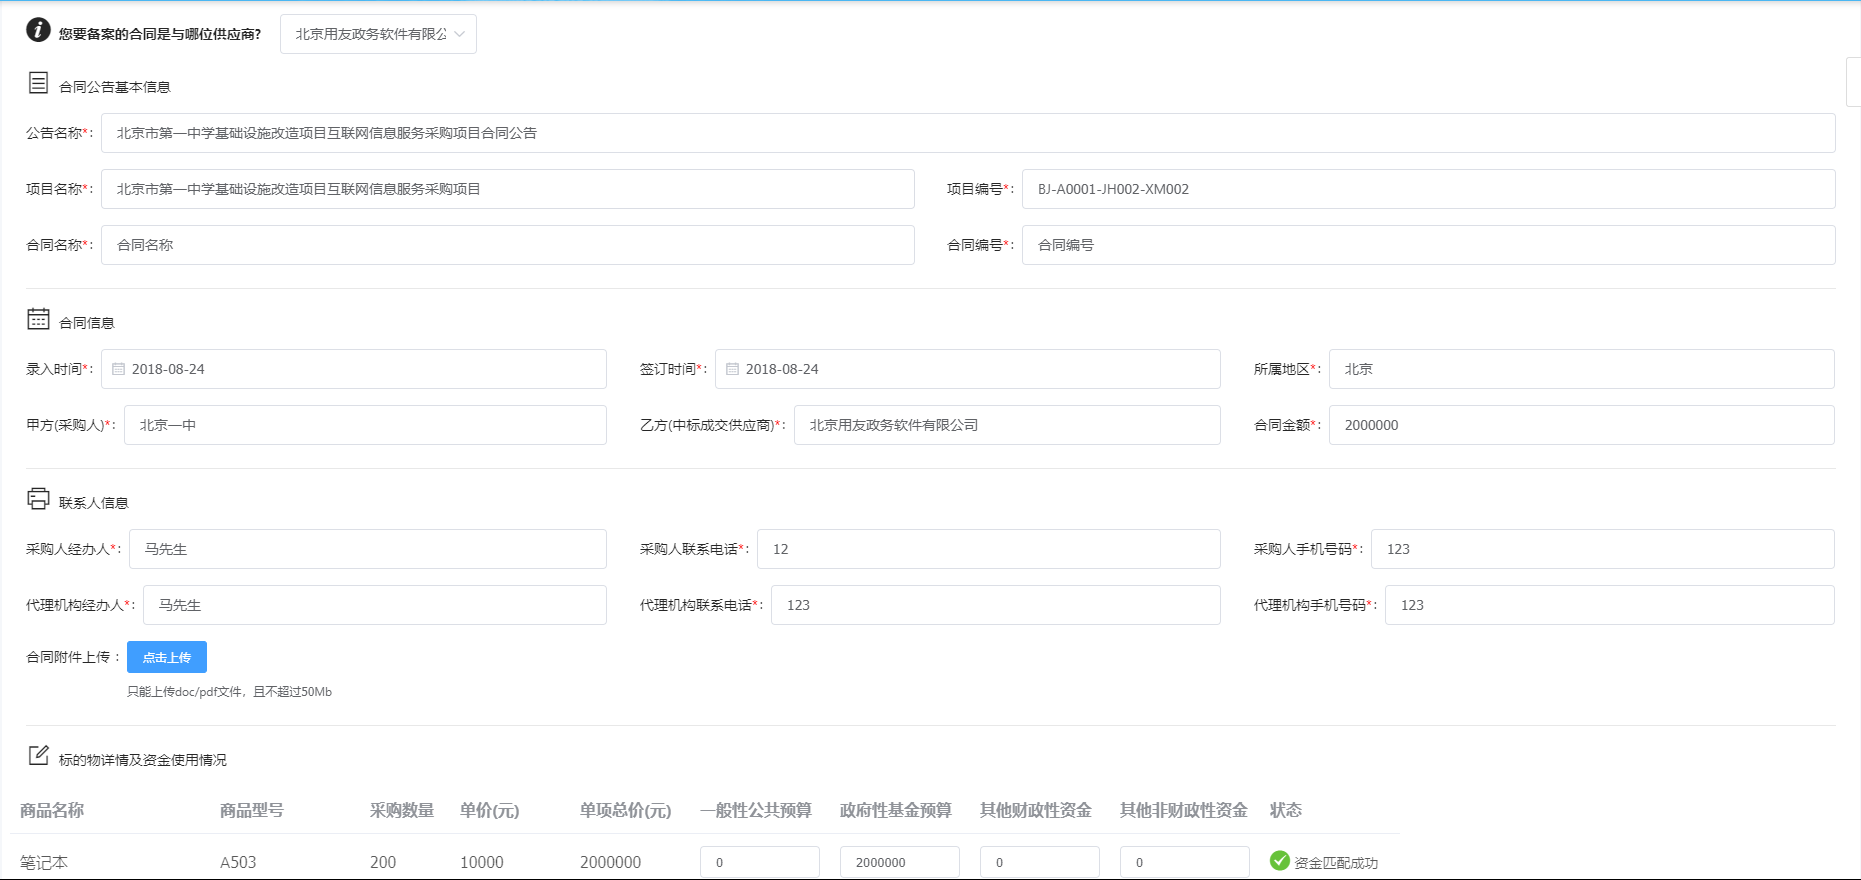 您要备案的合同是与哪位供应商? 北京用友政务软件有限公
合同公告基本信息
公告名称*: 北京市第一中学基础设施改造项目互联网信息服务采购项目合同公告
项目名称*: 北京市第一中学基础设施改造项目互联网信息服务采购项目 项目编号*: BJ-A0001-JH002-XM002
合同名称*: 合同名称 合同编号*: 合同编号
合同信息
录入时间*: 2018-08-24 签订时间*: 2018-08-24 所属地区*: 北京
甲方(采购人)*: 北京一中 乙方(中标成交供应商)*: 北京用友政务软件有限公司 合同金额*: 2000000
联系人信息
采购人经办人*: 马先生 采购人联系电话*: 12 采购人手机号码*: 123
代理机构经办人*: 马先生 代理机构联系电话*: 123 代理机构手机号码*: 123
合同附件上传: 点击上传
只能上传doc/pdf文件，且不超过50Mb
标的物详情及资金使用情况
商品名称 商品型号 采购数量 单价(元) 单项总价(元) 一般性公共预算 政府性基金预算 其他财政性资金 其他非财政性资金 状态
笔记本 A503 200 10000 2000000 0 2000000 0 0 资金匹配成功